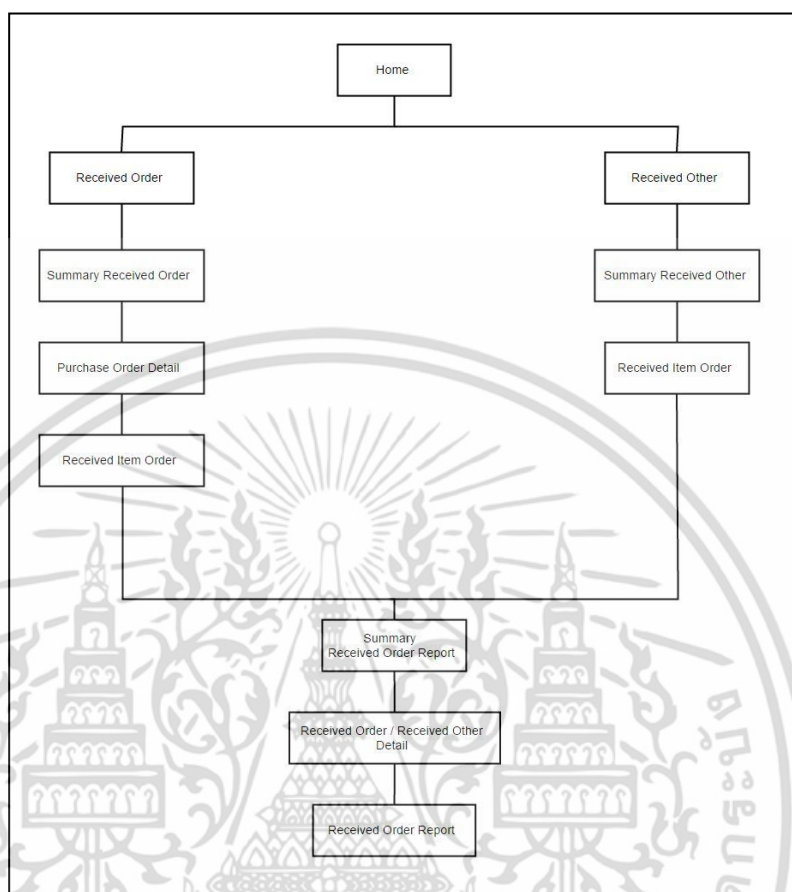 Home
Received Order
Received Other
Summary Received Order
Summary Received Other
Purchase Order Detail
Received Item Order
Received Item Order
Summary
Received Order Report
Received Order / Received Other
Detail
Received Order Report